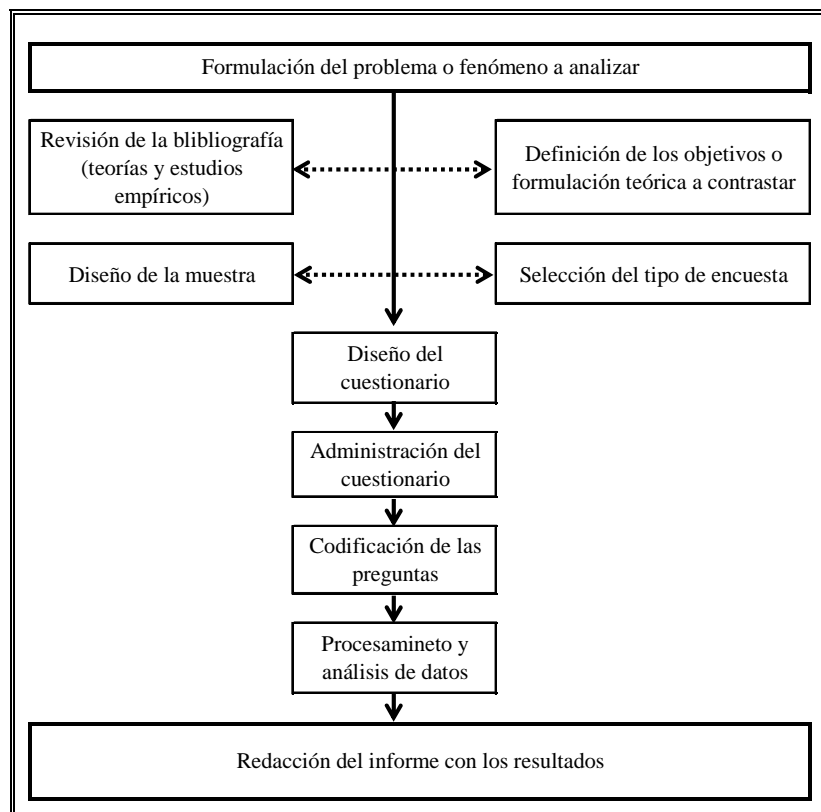 Formulación del problema o fenómeno a analizar
Revisión de la blibliografía
(teorías y estudios
empíricos)
Definición de los objetivos o
formulación teórica a contrastar
Diseño de la muestra
Selección del tipo de encuesta
Diseño del
cuestionario
Administración del
cuestionario
Codificación de las
preguntas
Procesamineto y
análisis de datos
Redacción del informe con los resultados